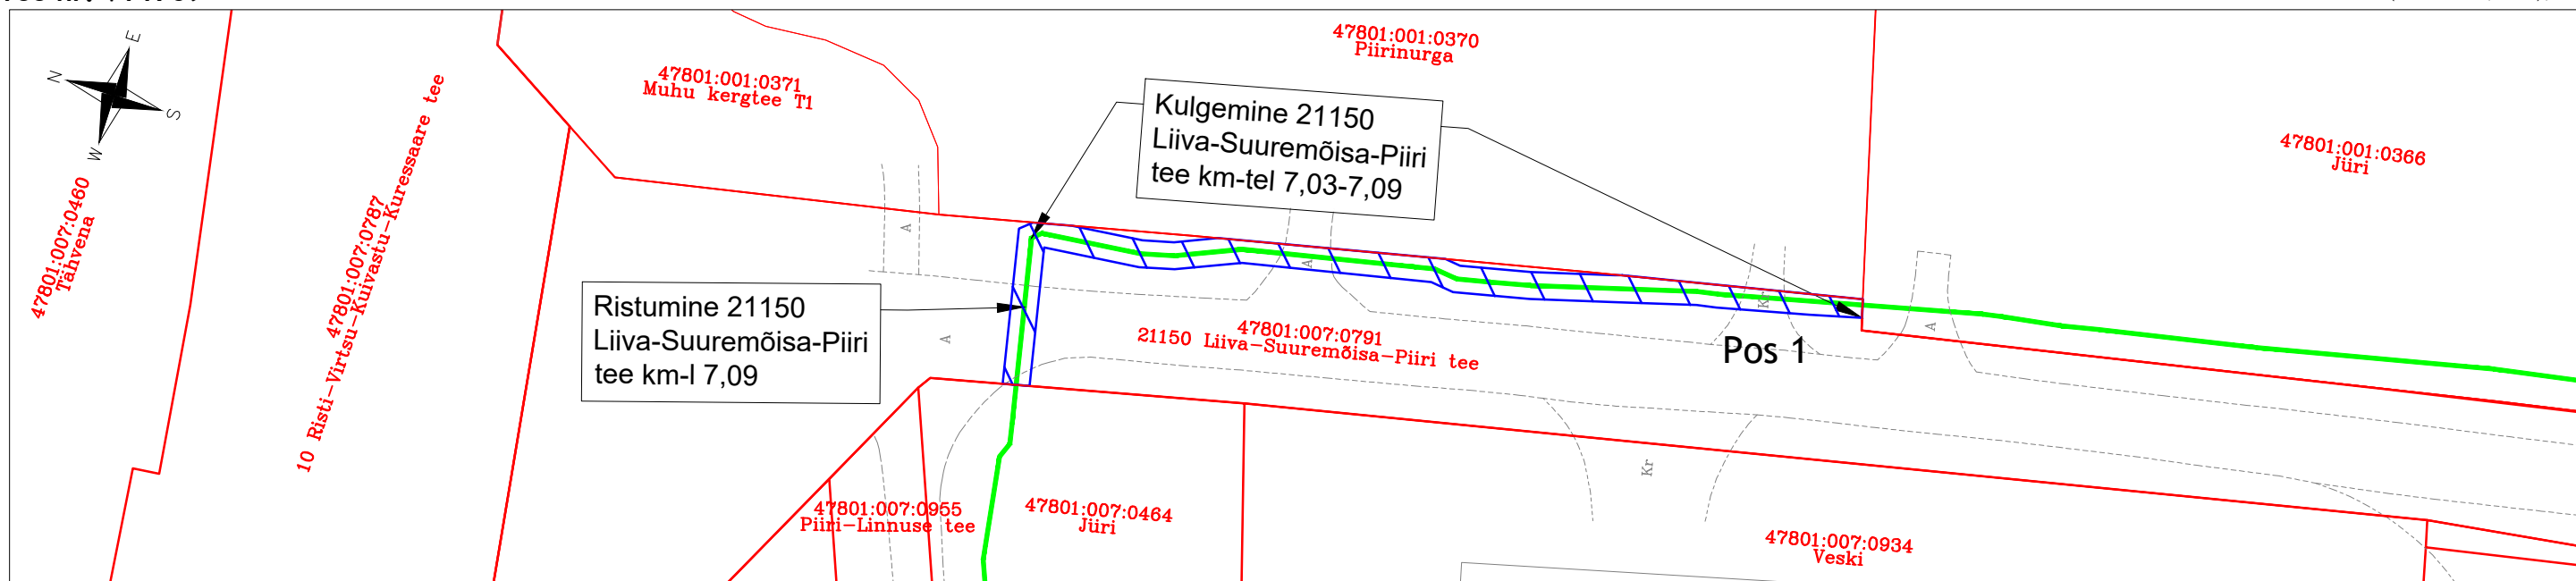 47801:001:0370
Piirinurga
E
N
S
W
47801:001:0371
Muhu kergtee T1
Kulgemine 21150
Liiva-Suuremõisa-Piiri
tee km-tel 7,03-7,09
47801:001:0366
Jüri
47801:007:0460
Tähvena
47801:007:0787
10 Risti-Virtsu-Kuivastu-Kuressaare tee
A
A
Kr
A
Ristumine 21150
Liiva-Suuremõisa-Piiri
tee km-l 7,09
A
47801:007:0791
21150 Liiva-Suuremõisa-Piiri tee
Pos 1
Kr
47801:007:0955
Piiri-Linnuse tee
47801:007:0464
Jüri
47801:007:0934
Veski